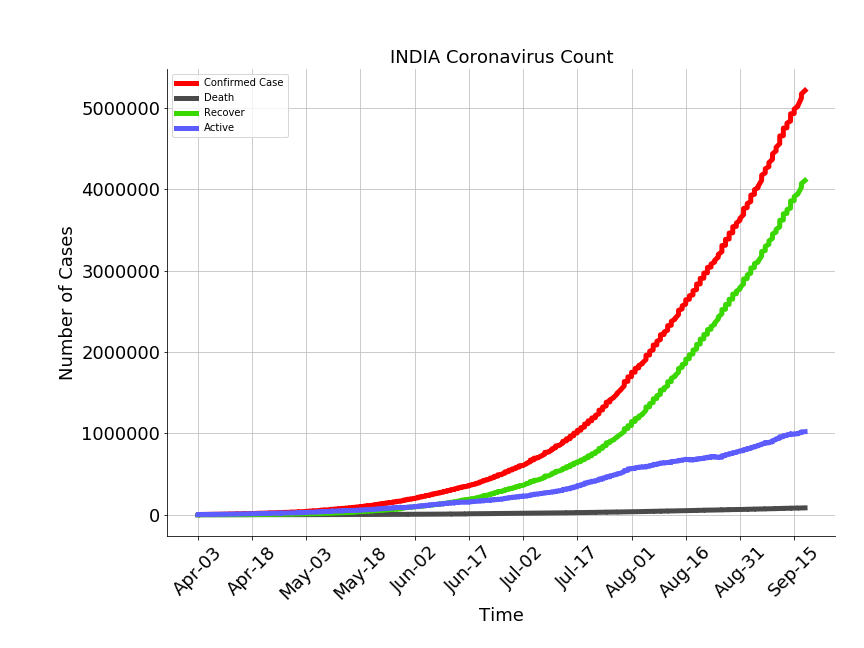 INDIA Coronavirus Count
Confirmed Case
Death
Recover
Active
Number of Cases
5000000
4000000
3000000
2000000
1000000
0
Apr-03
Apr-18
May-03
May-18
Jun-02
Jun-17
Jul-02
Jul-17
Aug-01
Aug-16
Aug-31
Sep-15
Time